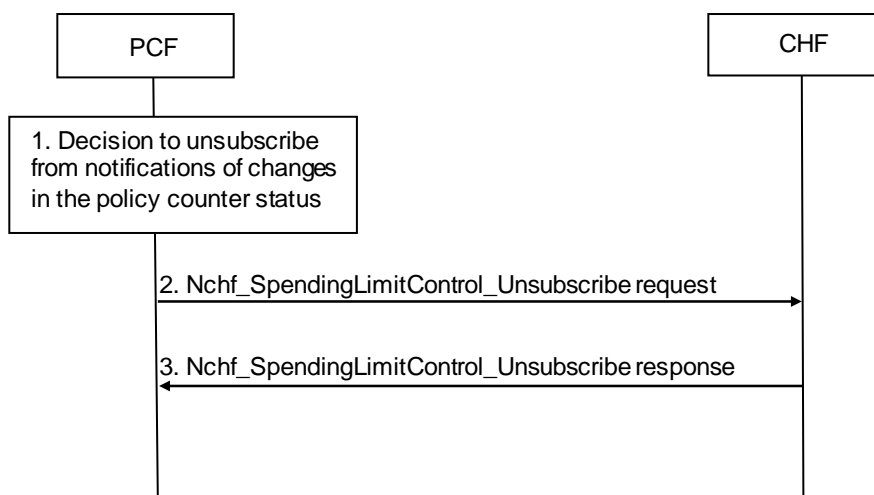 PCF
CHF
1. Decision to unsubscribe
from notifications of changes
in the policy counter status
2. Nchf_SpendingLimitControl_Unsubscribe request
3. Nchf_SpendingLimitControl_Unsubscribe response